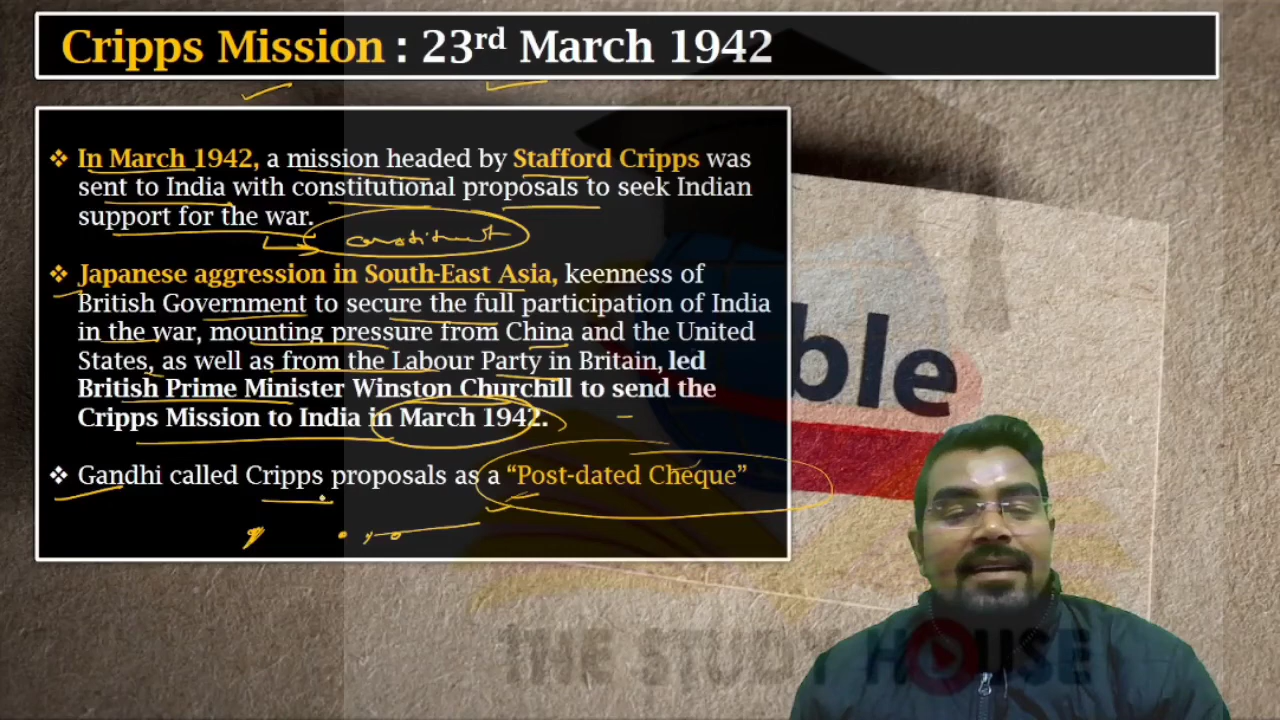 Cripps Mission : 23rd March 1942
❖ In March 1942, a mission headed by Stafford Cripps was
sent to India with constitutional proposals to seek Indian
support for the war.
constituent
❖ Japanese aggression in South-East Asia, keenness of
British Government to secure the full participation of India
in the war, mounting pressure from China and the United
States, as well as from the Labour Party in Britain, led
British Prime Minister Winston Churchill to send the
Cripps Mission to India in March 1942.
❖ Gandhi called Cripps proposals as a “Post-dated Cheque”
ble
THE STUDY HOUSE